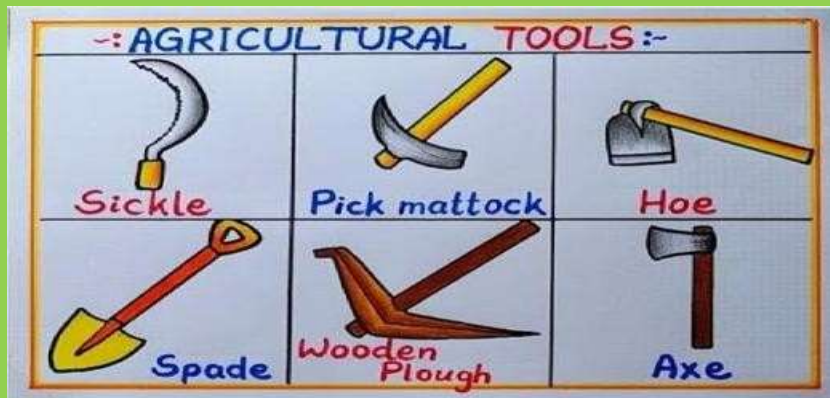 -: AGRICULTURAL TOOLS :-
Sickle
Pick mattock
Hoe
Spade
Wooden
Plough
Axe